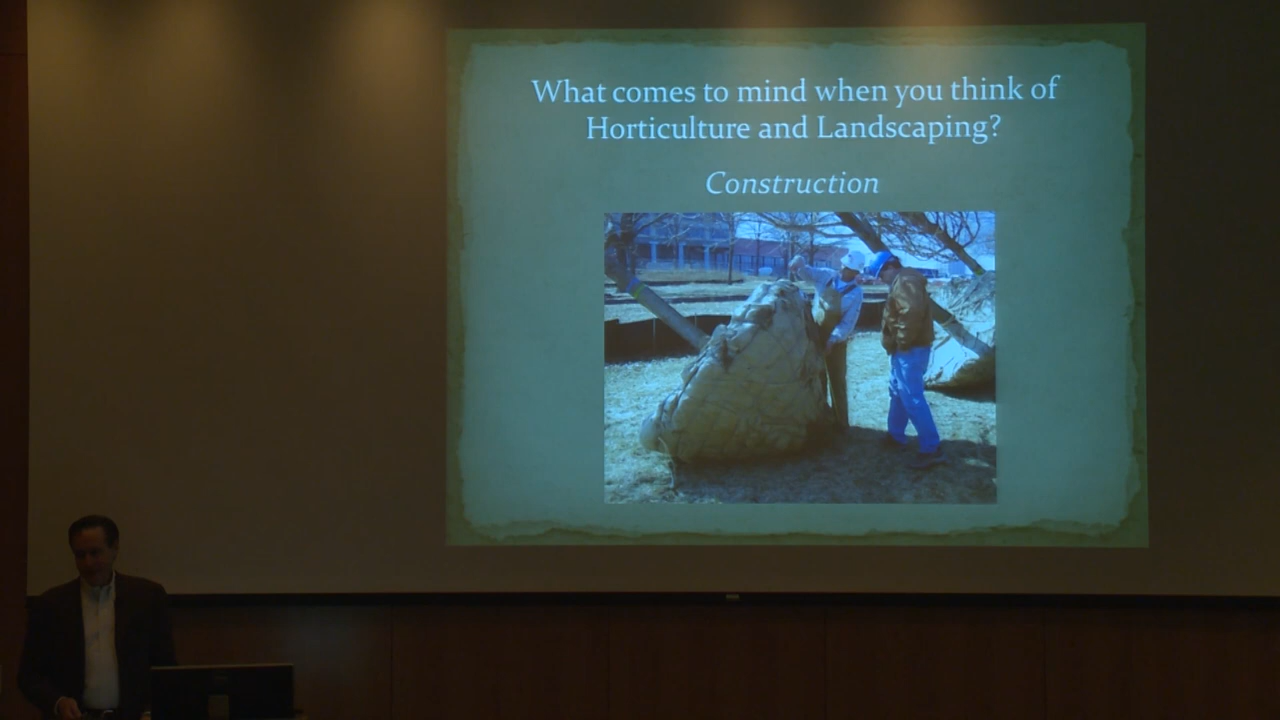 What comes to mind when you think of
Horticulture and Landscaping?
Construction